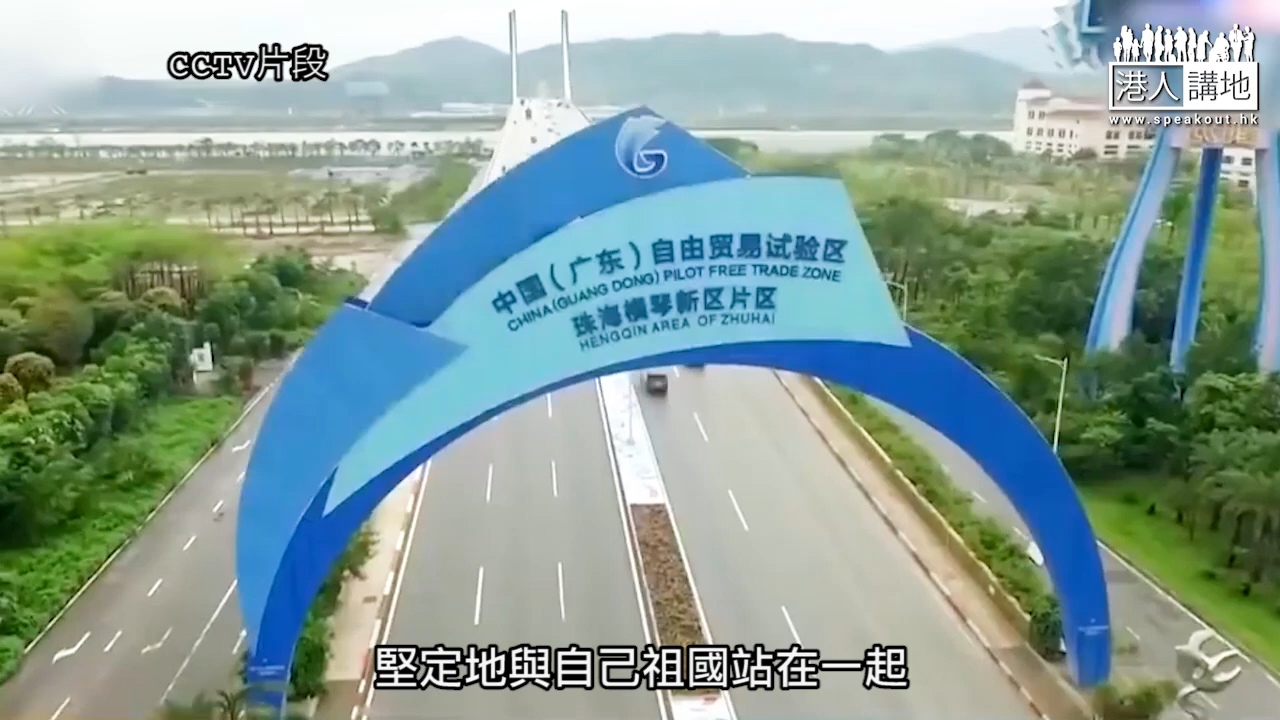 CCTV片段
港人講地
www.speakout.hk
中国（广东）自由贸易试验区
CHINA(GUANG DONG) PILOT FREE TRADE ZONE
珠海横琴新区片区
HENGQIN AREA OF ZHUHAI
堅定地與自己祖國站在一起